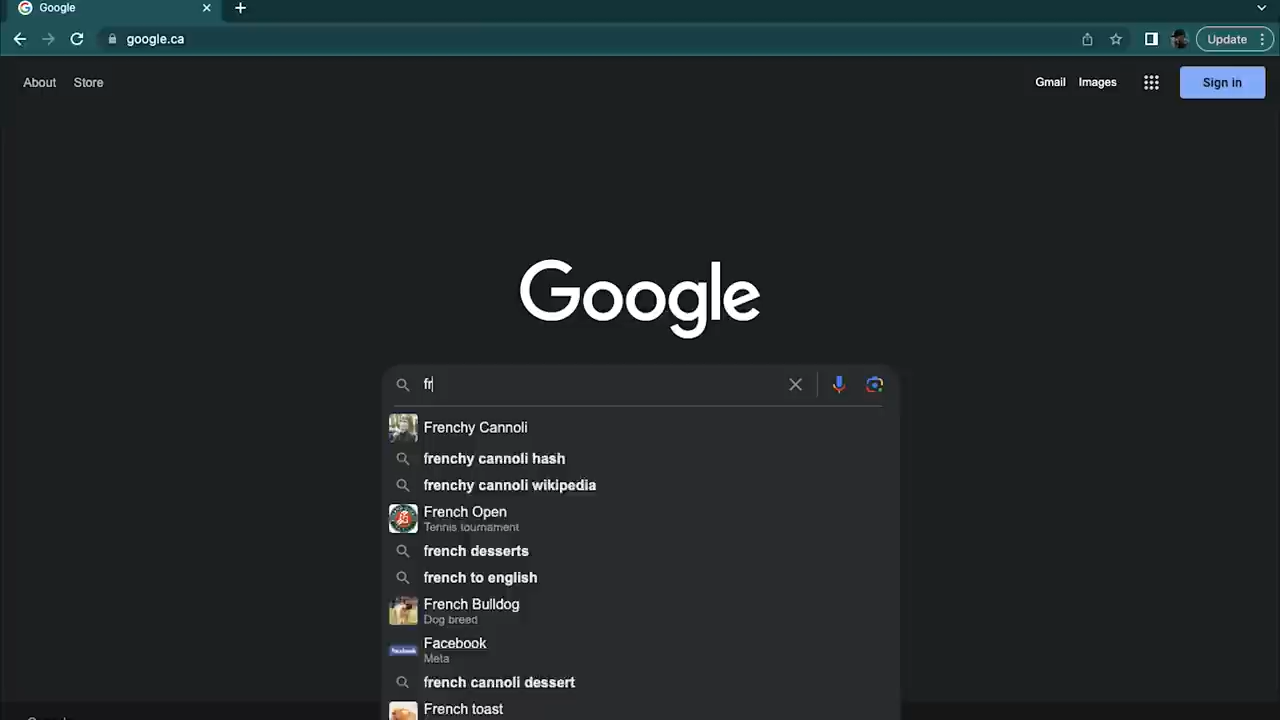 Google
google.ca
Update
About
Store
Gmail
Images
Sign in
Google
fr
Frenchy Cannoli
frenchy cannoli hash
frenchy cannoli wikipedia
French Open
Tennis tournament
french desserts
french to english
French Bulldog
Dog breed
Facebook
Meta
french cannoli dessert
French toast